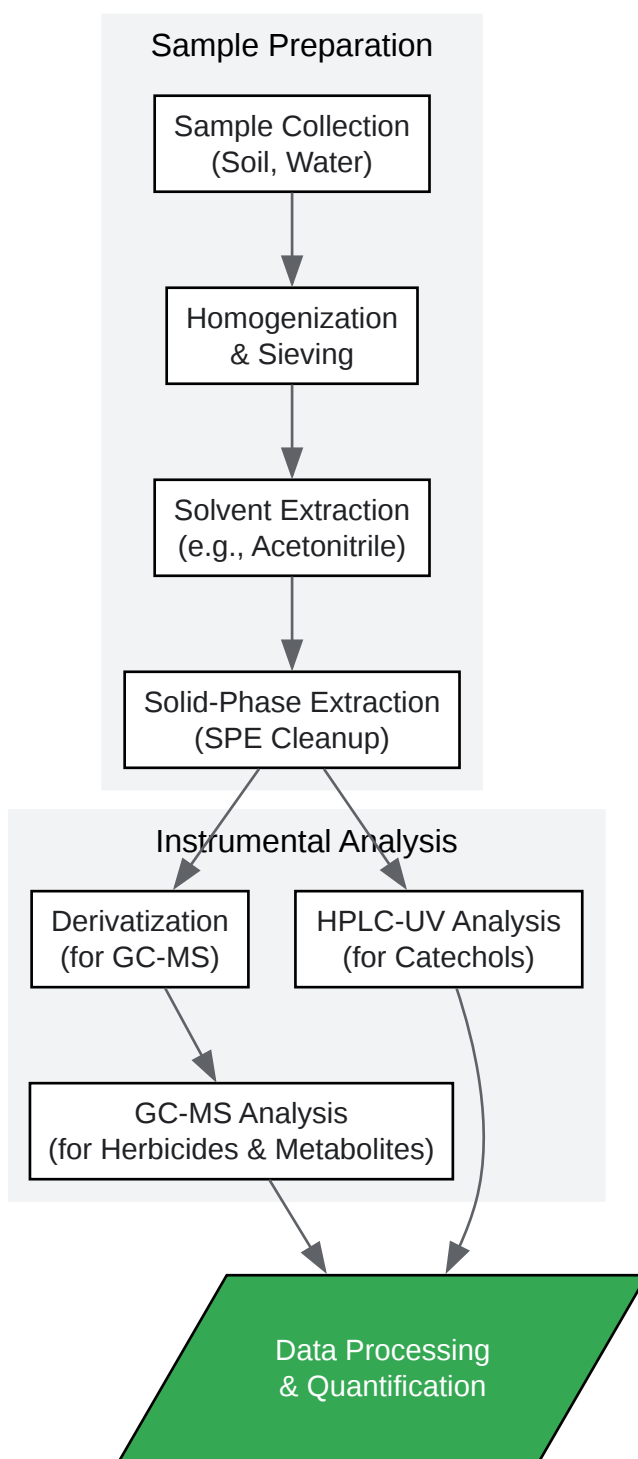 Sample Preparation
Sample Collection
(Soil, Water)
Homogenization
& Sieving
Solvent Extraction
(e.g., Acetonitrile)
Solid-Phase Extraction
(SPE Cleanup)
Instrumental Analysis
Derivatization
(for GC-MS)
HPLC-UV Analysis
(for Catechols)
GC-MS Analysis
(for Herbicides & Metabolites)
Data Processing
& Quantification